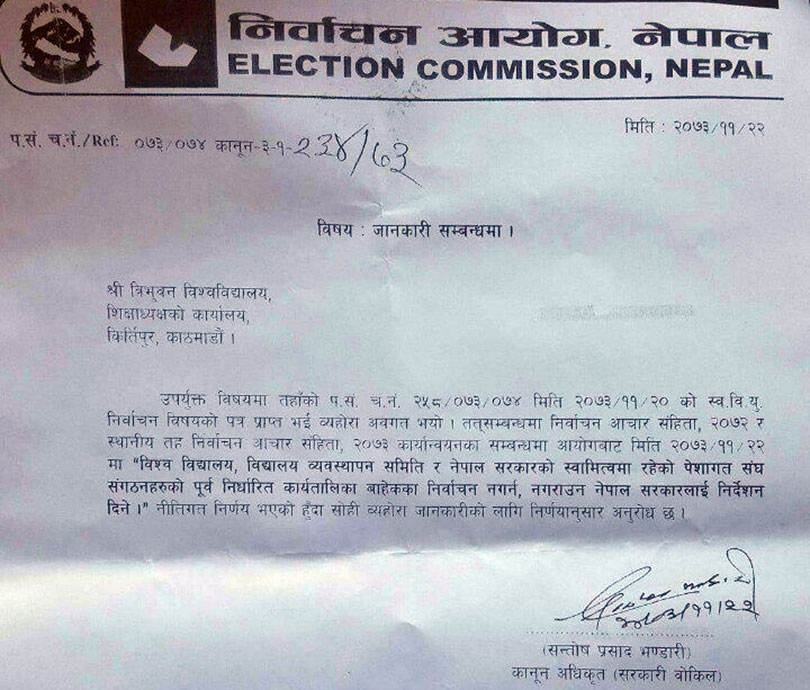 निर्वाचन आयोग, नेपाल
ELECTION COMMISSION, NEPAL
मिति : २०७३/११/२२
प.सं. च.नं./Ref: ०७३/०७४ कानून-३-१-२३४/७३
विषय : जानकारी सम्बन्धमा ।
श्री त्रिभुवन विश्वविद्यालय,
शिक्षाध्यक्षको कार्यालय,
किर्तिपुर, काठमाडौं ।
उपर्युक्त विषयमा तहाँको प.सं. च.नं. २५८/०७३/०७४ मिति २०७३/११/२० को स्व.वि.यु.
निर्वाचन विषयको पत्र प्राप्त भई व्यहोरा अवगत भयो । तत्सम्बन्धमा निर्वाचन आचार संहिता, २०७२ र
स्थानीय तह निर्वाचन आचार संहिता, २०७३ कार्यान्वयनका सम्बन्धमा आयोगवाट मिति २०७३/११/२२
मा “विश्व विद्यालय, विद्यालय व्यवस्थापन समिति र नेपाल सरकारको स्वामित्वमा रहेको पेशागत संघ
संगठनहरुको पूर्व निर्धारित कार्यतालिका बाहेकका निर्वाचन नगर्न, नगराउन नेपाल सरकारलाई निर्देशन
दिने ।” नीतिगत निर्णय भएको हुँदा सोही व्यहोरा जानकारीको लागि निर्णयानुसार अनुरोध छ ।
२०७३/११/२२
(सन्तोष प्रसाद भण्डारी)
कानून अधिकृत (सरकारी वोकिल)